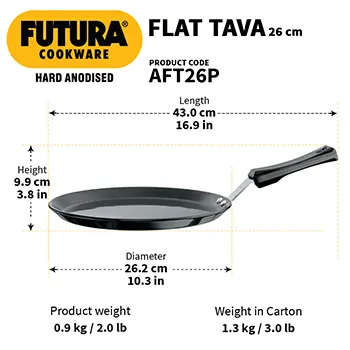 FUTURA®
COOKWARE
HARD ANODISED
FLAT TAVA 26 cm
PRODUCT CODE
AFT26P
Length
43.0 cm
16.9 in
Height
9.9 cm
3.8 in
Diameter
26.2 cm
10.3 in
Product weight
0.9 kg / 2.0 lb
Weight in Carton
1.3 kg / 3.0 lb